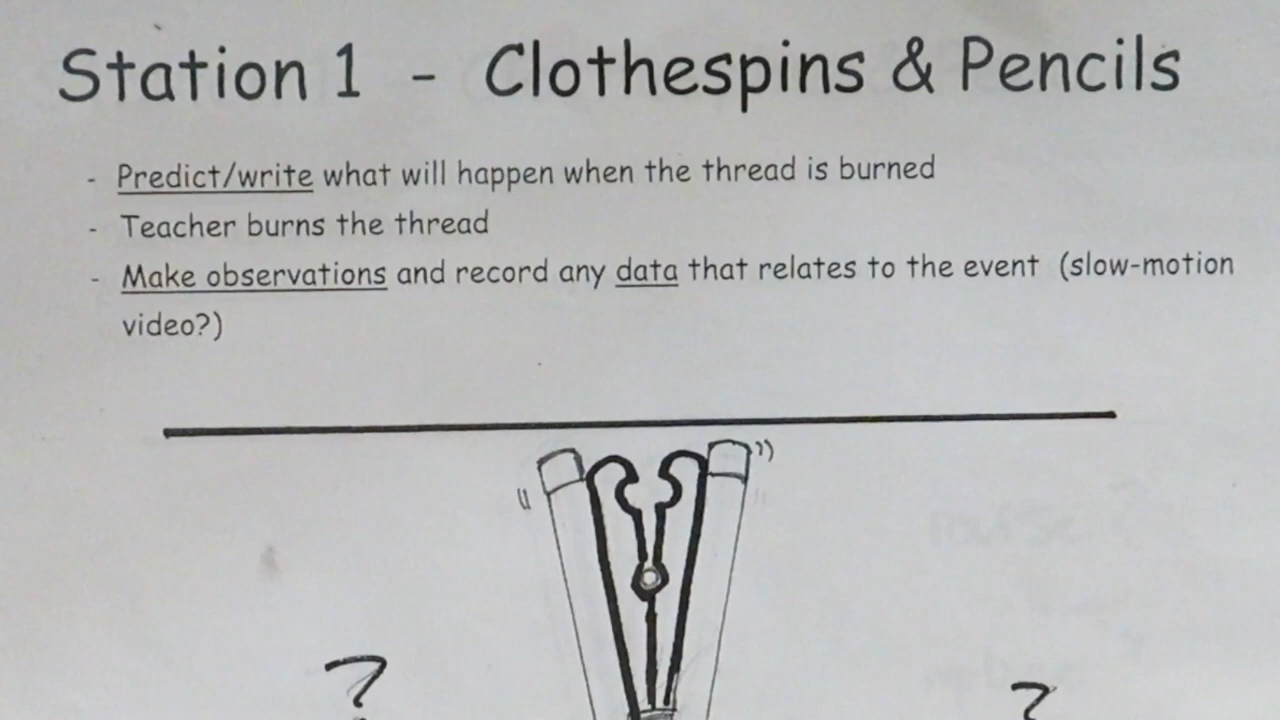 Station 1 - Clothespins & Pencils
- Predict/write what will happen when the thread is burned
- Teacher burns the thread
- Make observations and record any data that relates to the event (slow-motion
video?)
? ?